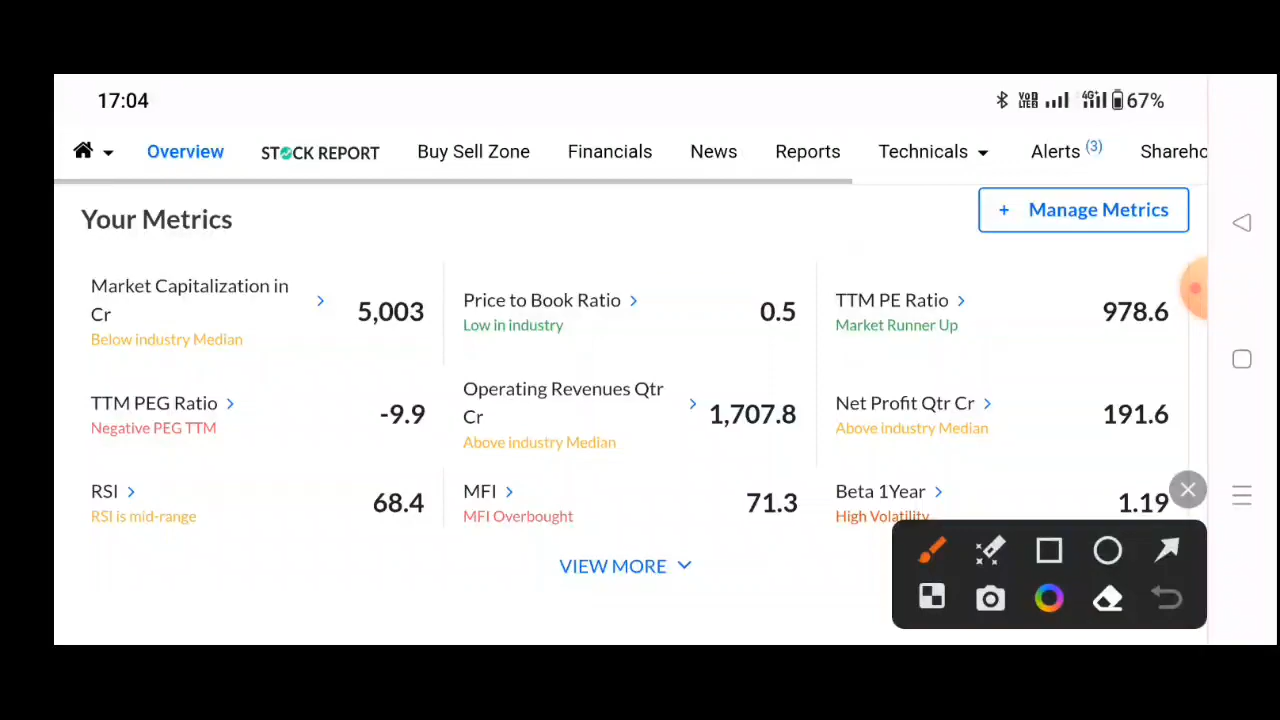 17:04
VoD LTEB 4G+ 67%
Overview STOCK REPORT Buy Sell Zone Financials News Reports Technicals Alerts (3) Shareho
Your Metrics
+ Manage Metrics
Market Capitalization in
Cr
5,003
Below industry Median
Price to Book Ratio
0.5
Low in industry
TTM PE Ratio
978.6
Market Runner Up
TTM PEG Ratio
-9.9
Negative PEG TTM
Operating Revenues Qtr
Cr
1,707.8
Above industry Median
Net Profit Qtr Cr
191.6
Above industry Median
RSI
68.4
RSI is mid-range
MFI
71.3
MFI Overbought
Beta 1Year
1.19
High Volatility
VIEW MORE